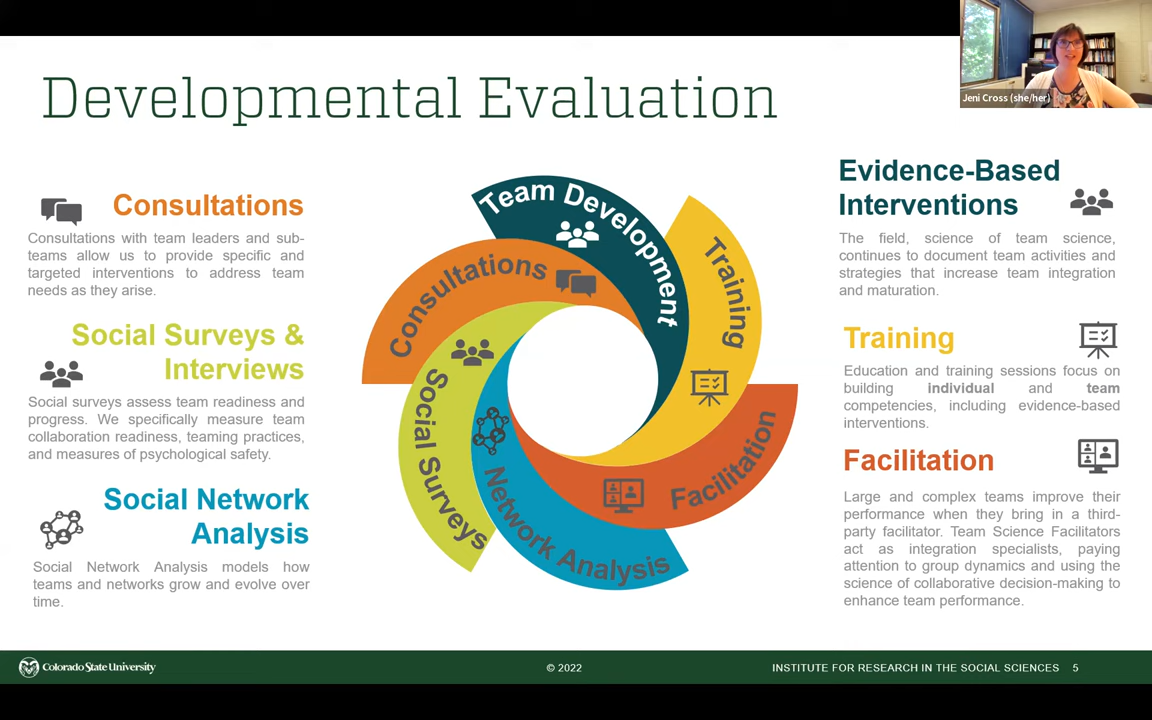 Developmental Evaluation
Jeni Cross (she/her)
Consultations
Consultations with team leaders and sub-
teams allow us to provide specific and
targeted interventions to address team
needs as they arise.
Social Surveys &
Interviews
Social surveys assess team readiness and
progress. We specifically measure team
collaboration readiness, teaming practices,
and measures of psychological safety.
Social Network
Analysis
Social Network Analysis models how
teams and networks grow and evolve over
time.
Team Development
Training
Facilitation
Network Analysis
Social Surveys
Consultations
Evidence-Based
Interventions
The field, science of team science,
continues to document team activities and
strategies that increase team integration
and maturation.
Training
Education and training sessions focus on
building individual and team
competencies, including evidence-based
interventions.
Facilitation
Large and complex teams improve their
performance when they bring in a third-
party facilitator. Team Science Facilitators
act as integration specialists, paying
attention to group dynamics and using the
science of collaborative decision-making to
enhance team performance.
Colorado State University
© 2022
INSTITUTE FOR RESEARCH IN THE SOCIAL SCIENCES 5